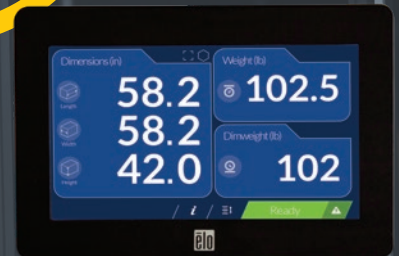 Dimensions (in)
Length 58.2
Width 58.2
Height 42.0
Weight (lb)
102.5
Dimweight (lb)
102
i
Ready
elo